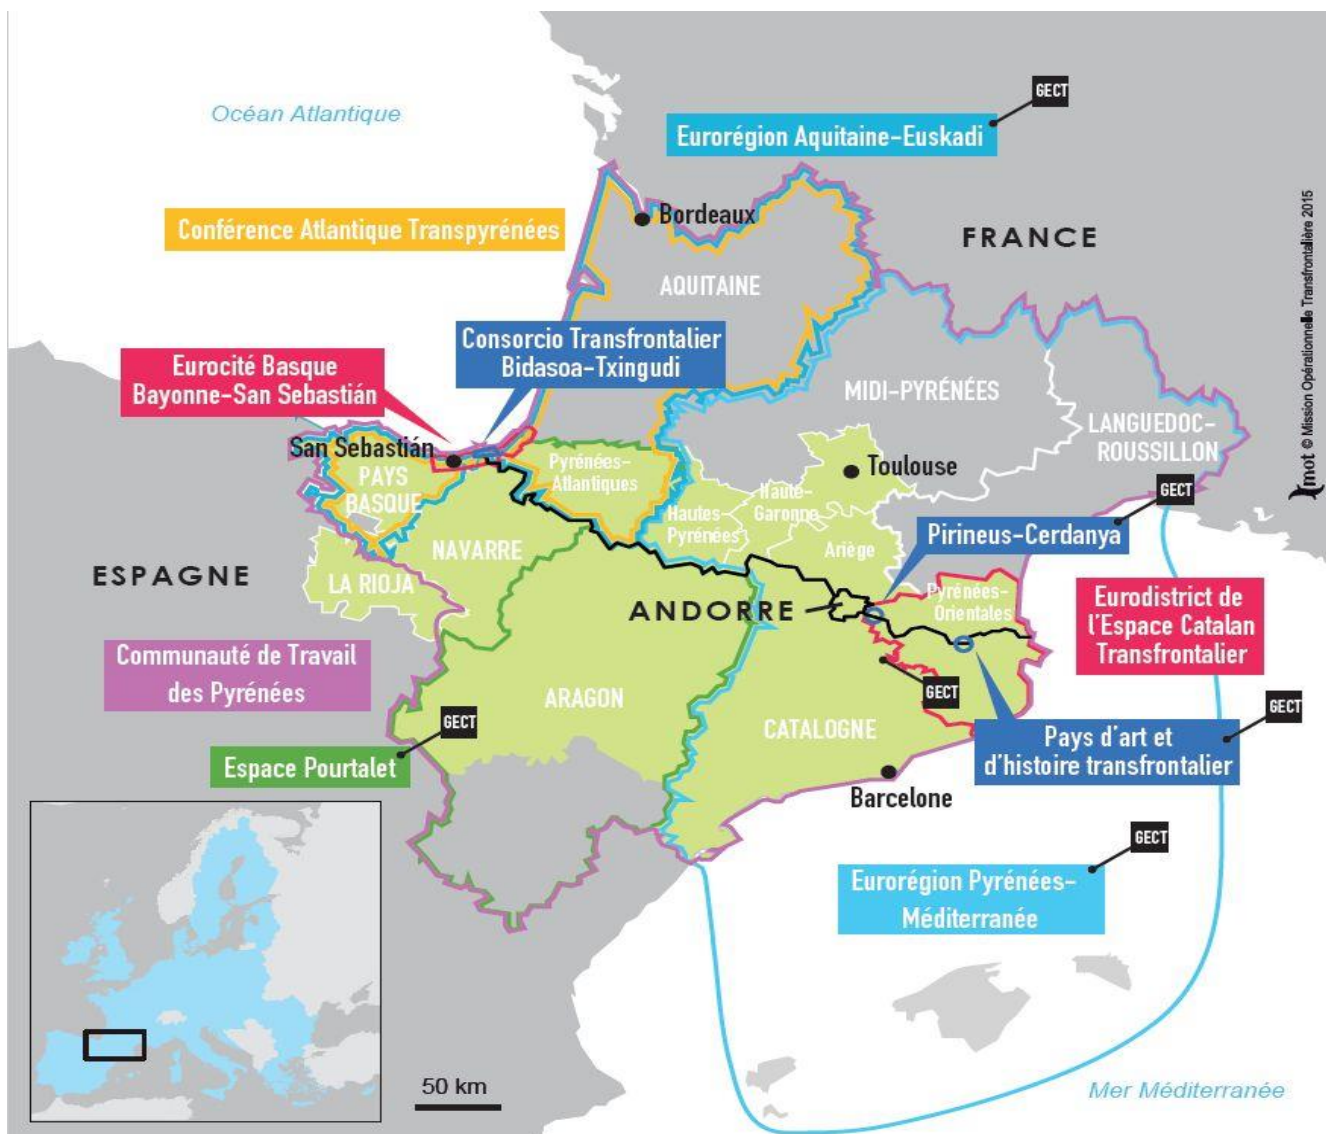 Océan Atlantique
GECT
Eurorégion Aquitaine-Euskadi
Conférence Atlantique Transpyrénées
Bordeaux
FRANCE
AQUITAINE
Consorcio Transfrontalier
Bidasoa-Txingudi
Eurocité Basque
Bayonne-San Sebastián
MIDI-PYRÉNÉES
LANGUEDOC-
ROUSSILLON
San Sebastián
PAYS
BASQUE
Pyrénées-
Atlantiques
Toulouse
Haute-
Garonne
Hautes-
Pyrénées
GECT
Pirineus-Cerdanya
Ariège
NAVARRE
LA RIOJA
ESPAGNE
ANDORRE
Pyrénées-
Orientales
Eurodistrict de
l'Espace Catalan
Transfrontalier
Communauté de Travail
des Pyrénées
ARAGON
GECT
CATALOGNE
GECT
GECT
Espace Pourtalet
Pays d'art et
d'histoire transfrontalier
Barcelone
GECT
Eurorégion Pyrénées-
Méditerranée
50 km
Mer Méditerranée
mot © Mission Opérationnelle Transfrontalière 2015